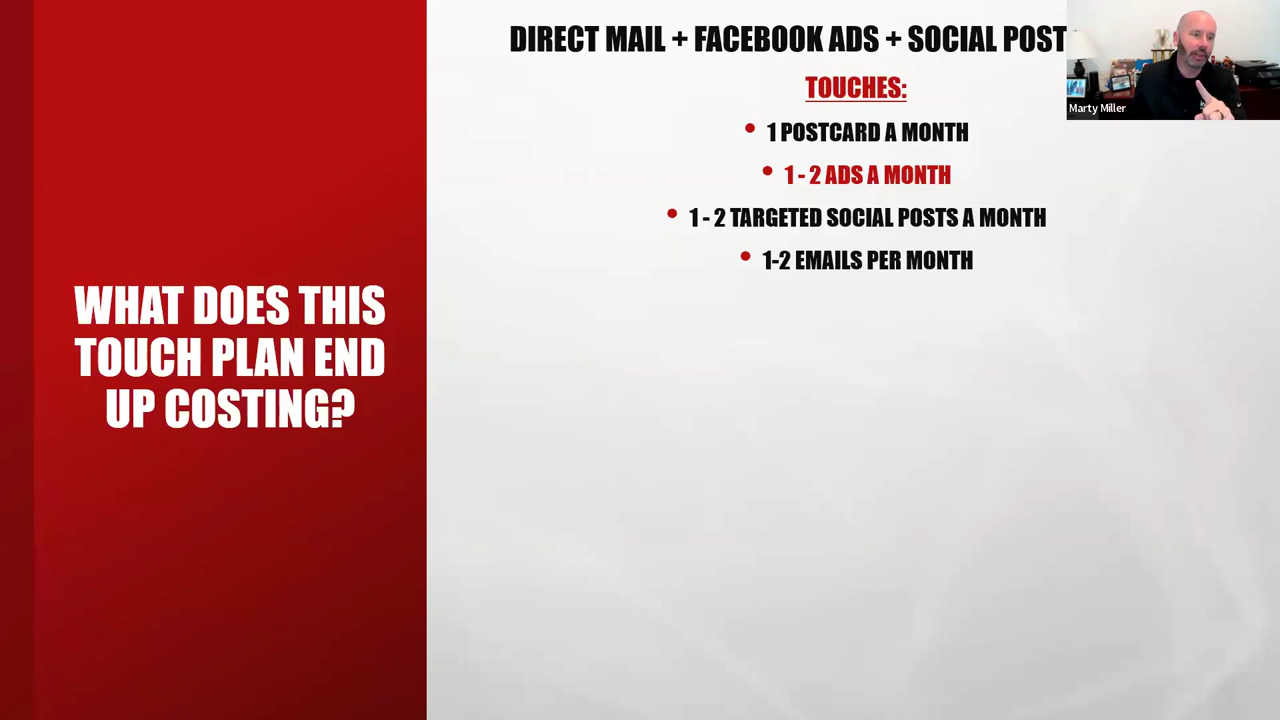 WHAT DOES THIS
TOUCH PLAN END
UP COSTING?
DIRECT MAIL + FACEBOOK ADS + SOCIAL POST
TOUCHES:
• 1 POSTCARD A MONTH
• 1 - 2 ADS A MONTH
• 1 - 2 TARGETED SOCIAL POSTS A MONTH
• 1-2 EMAILS PER MONTH
Marty Miller